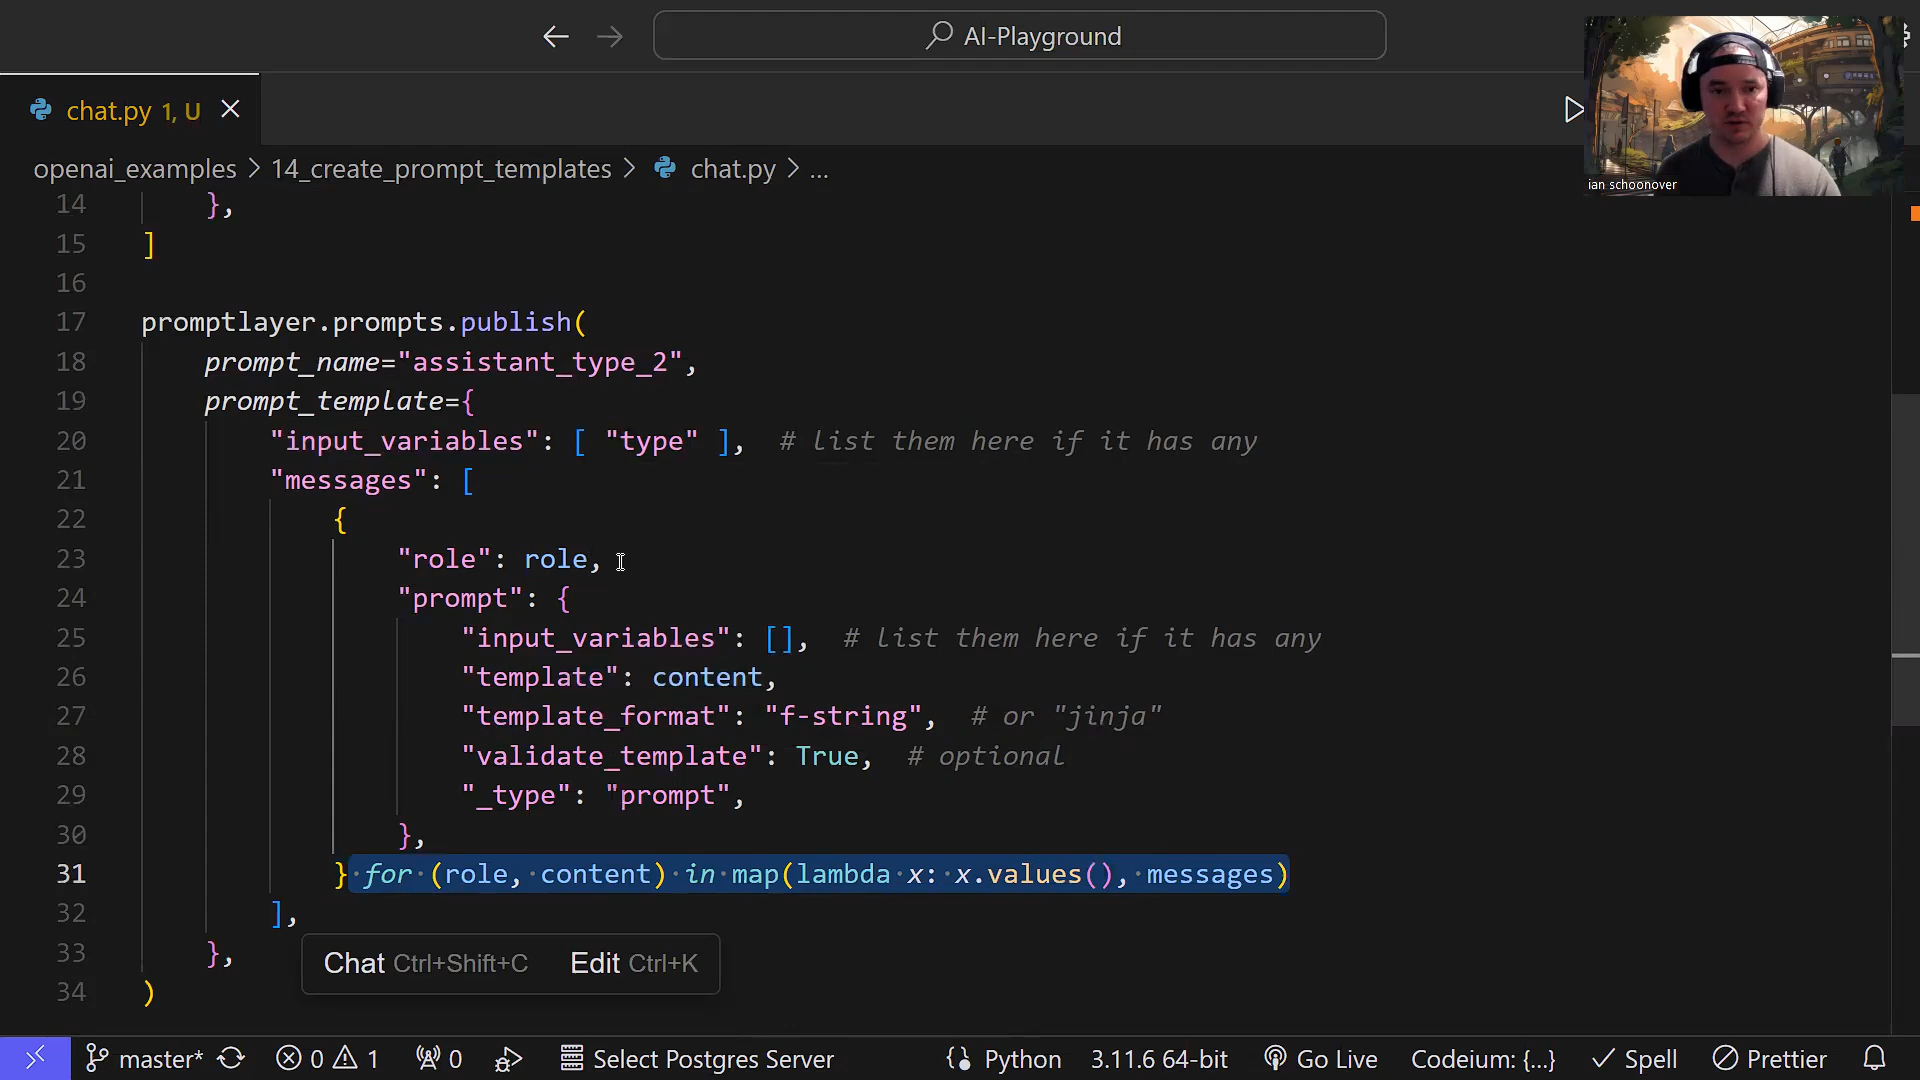 AI-Playground
chat.py 1, U
ian schoonover
openai_examples > 14_create_prompt_templates > chat.py > ...
14 },
15 ]
16
17 promptlayer.prompts.publish(
18 prompt_name="assistant_type_2",
19 prompt_template={
20 "input_variables": [ "type" ], # list them here if it has any
21 "messages": [
22 {
23 "role": role,
24 "prompt": {
25 "input_variables": [], # list them here if it has any
26 "template": content,
27 "template_format": "f-string", # or "jinja"
28 "validate_template": True, # optional
29 "_type": "prompt",
30 },
31 } for (role, content) in map(lambda x: x.values(), messages)
32 ],
33 },
34 )
Chat Ctrl+Shift+C Edit Ctrl+K
master* 0 1 0 Select Postgres Server Python 3.11.6 64-bit Go Live Codeium: {...} Spell Prettier